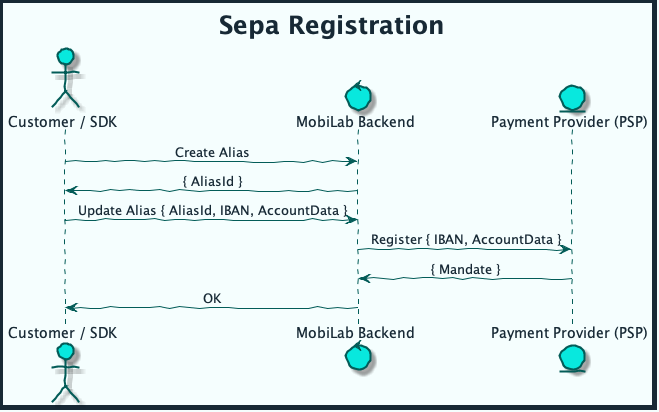 Sepa Registration
Customer / SDK
MobiLab Backend
Payment Provider (PSP)
Create Alias
{ AliasId }
Update Alias { AliasId, IBAN, AccountData }
Register { IBAN, AccountData }
{ Mandate }
OK
Customer / SDK
MobiLab Backend
Payment Provider (PSP)